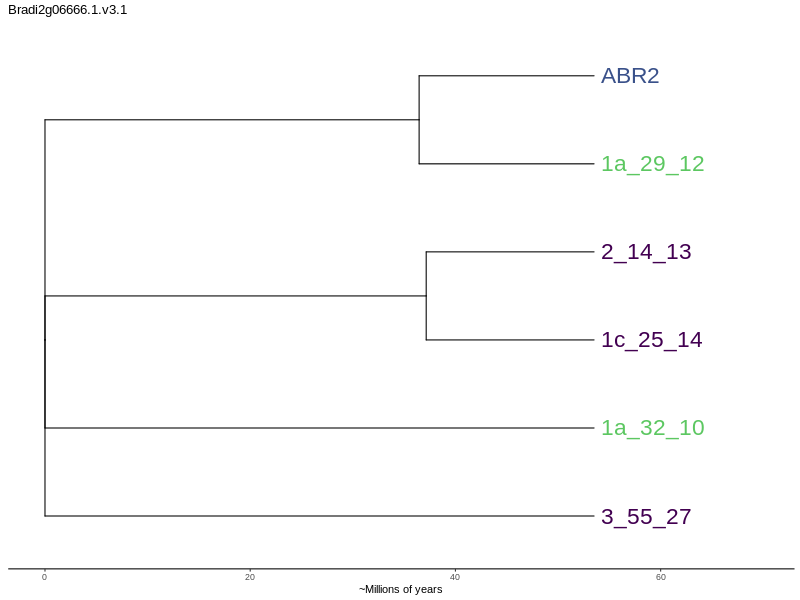 Bradi2g06666.1.v3.1
ABR2
1a_29_12
2_14_13
1c_25_14
1a_32_10
3_55_27
0 20 40 60
~Millions of years